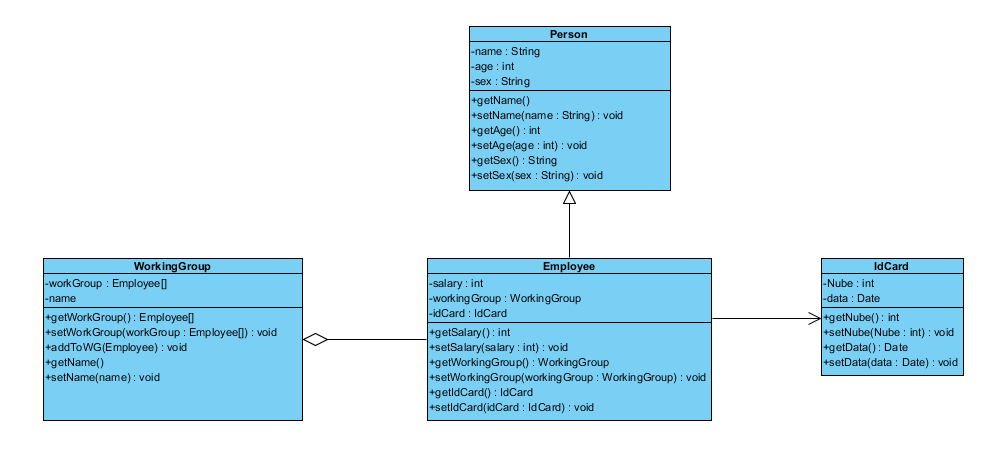 Person
-name : String
-age : int
-sex : String
+getName()
+setName(name : String) : void
+getAge() : int
+setAge(age : int) : void
+getSex() : String
+setSex(sex : String) : void
WorkingGroup
-workGroup : Employee[]
-name
+getWorkGroup() : Employee[]
+setWorkGroup(workGroup : Employee[]) : void
+addToWG(Employee) : void
+getName()
+setName(name) : void
Employee
-salary : int
-workingGroup : WorkingGroup
-idCard : IdCard
+getSalary() : int
+setSalary(salary : int) : void
+getWorkingGroup() : WorkingGroup
+setWorkingGroup(workingGroup : WorkingGroup) : void
+getIdCard() : IdCard
+setIdCard(idCard : IdCard) : void
IdCard
-Nube : int
-data : Date
+getNube() : int
+setNube(Nube : int) : void
+getData() : Date
+setData(data : Date) : void